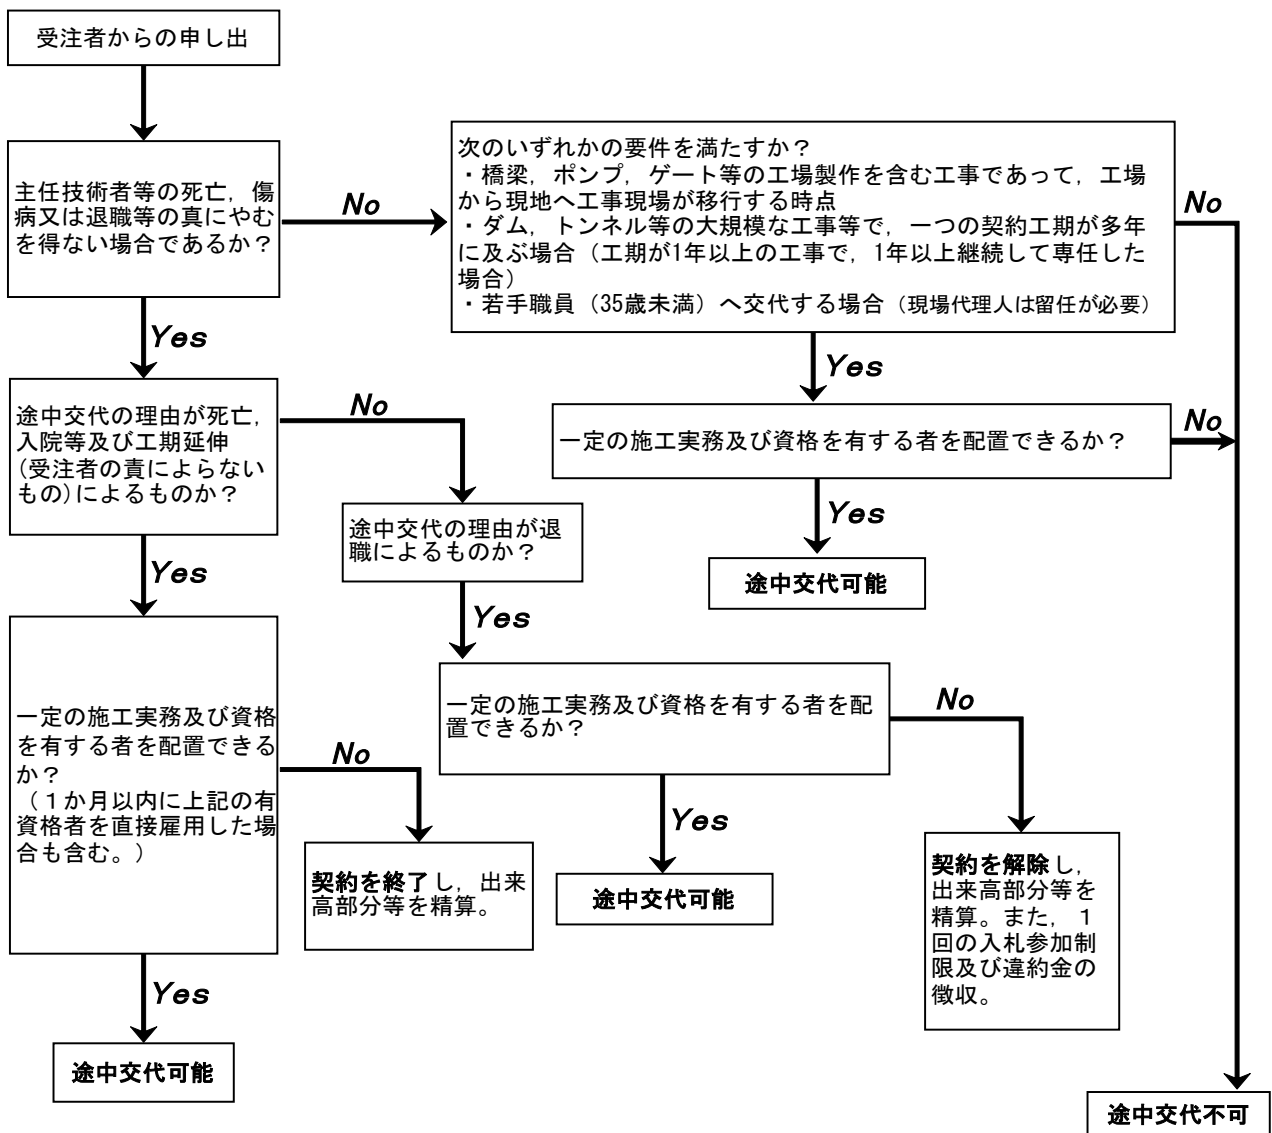 受注者からの申し出
主任技術者等の死亡，傷
病又は退職等の真にやむ
を得ない場合であるか？
No
次のいずれかの要件を満たすか？
・橋梁，ポンプ，ゲート等の工場製作を含む工事であって，工場
から現地へ工事現場が移行する時点
・ダム，トンネル等の大規模な工事等で，一つの契約工期が多年
に及ぶ場合（工期が1年以上の工事で，1年以上継続して専任した
場合）
・若手職員（35歳未満）へ交代する場合（現場代理人は留任が必要）
No
Yes
Yes
途中交代の理由が死亡，
入院等及び工期延伸
(受注者の責によらない
もの)によるものか？
No
一定の施工実務及び資格を有する者を配置できるか？
No
途中交代の理由が退
職によるものか？
Yes
途中交代可能
Yes
Yes
一定の施工実務及び資格
を有する者を配置できる
か？
（１か月以内に上記の有
資格者を直接雇用した場
合も含む。）
No
一定の施工実務及び資格を有する者を配
置できるか？
No
契約を終了し，出来
高部分等を精算。
Yes
途中交代可能
契約を解除し，
出来高部分等を
精算。また，１
回の入札参加制
限及び違約金の
徴収。
Yes
途中交代可能
途中交代不可